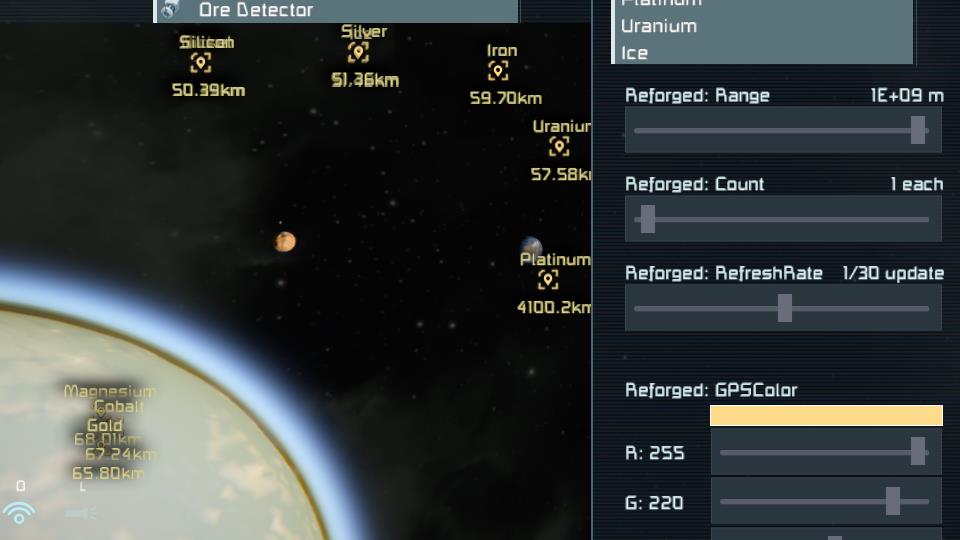 Ore Detector
Platinum
Uranium
Ice
Silicon
50.39km
Silver
51.36km
Iron
59.70km
Uranium
57.58km
Platinum
4100.2km
Magnesium
Cobalt
Gold
68.01km
67.24km
65.80km
O L
Reforged: Range 1E+09 m
Reforged: Count 1 each
Reforged: RefreshRate 1/30 update
Reforged: GPSColor
R: 255
G: 220